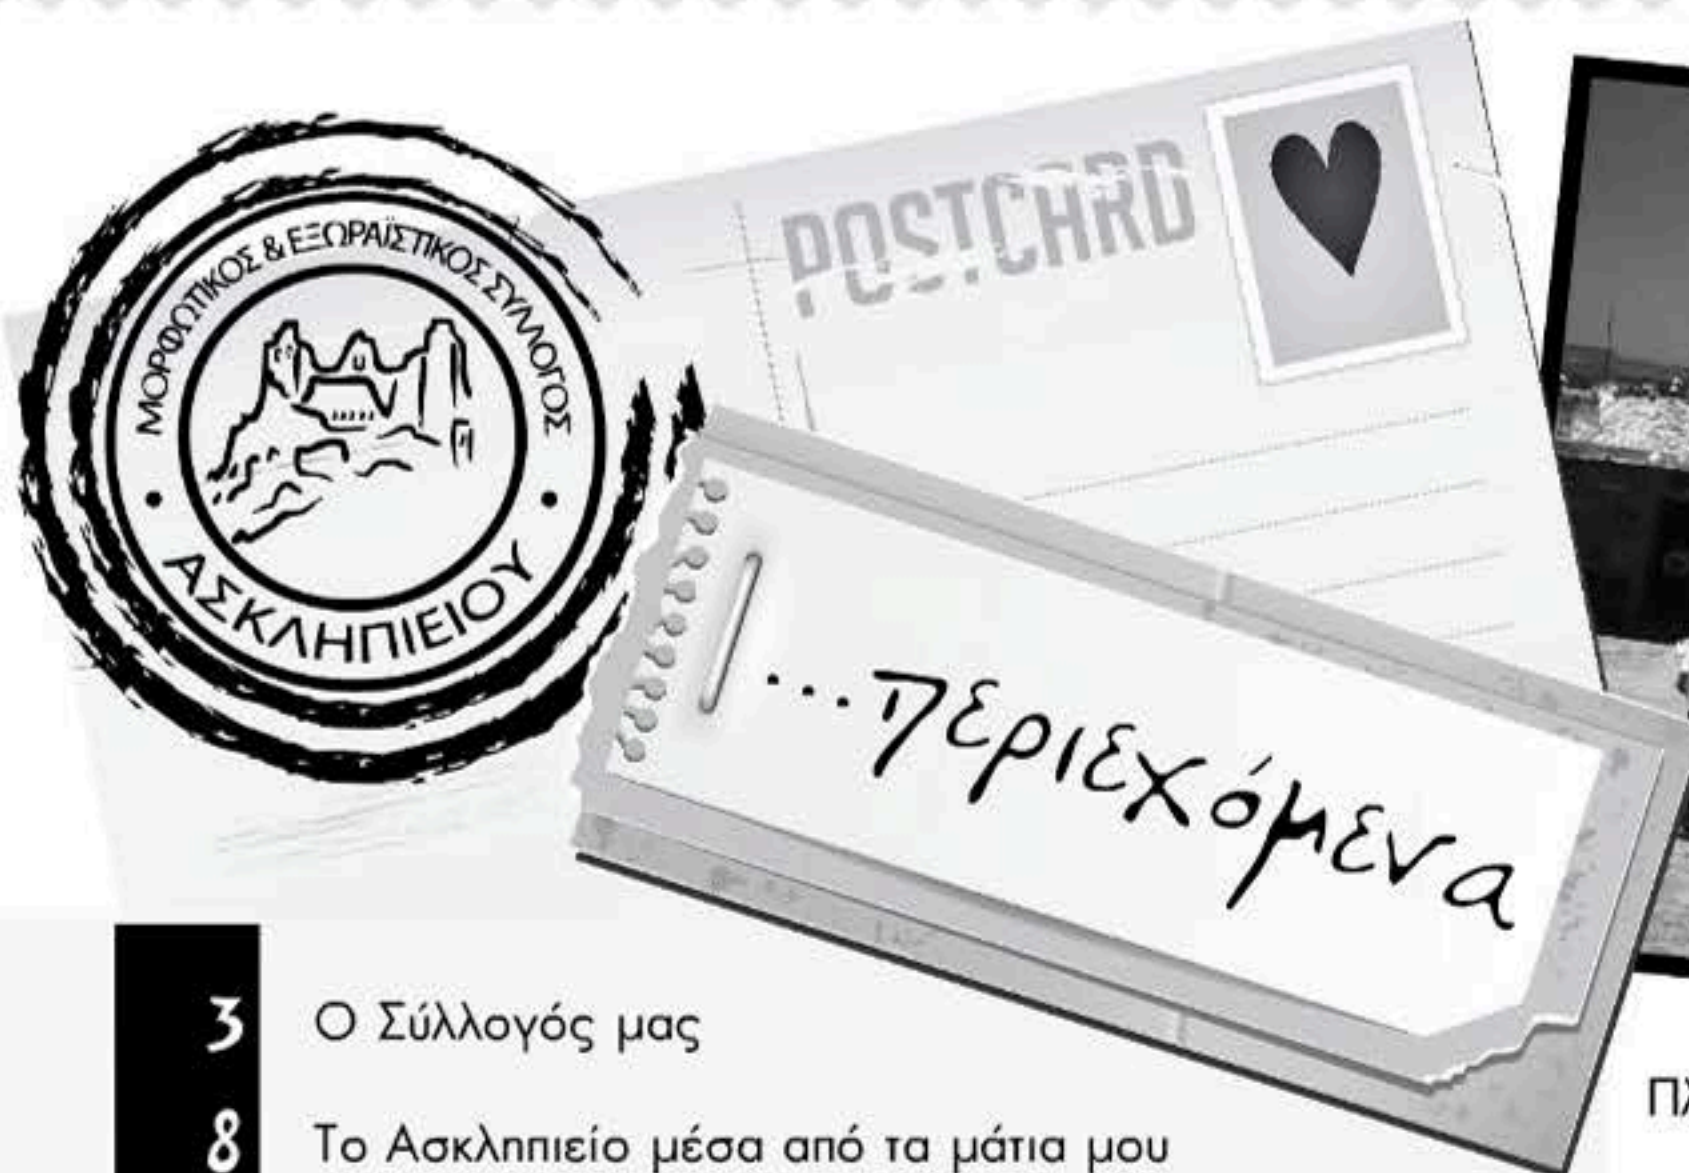 ΜΟΡΦΩΤΙΚΟΣ & ΕΞΩΡΑΪΣΤΙΚΟΣ ΣΥΛΛΟΓΟΣ
ΑΣΚΛΗΠΙΕΙΟΥ
POSTCARD
...περιεχόμενα
3 Ο Σύλλογός μας
8 Το Ασκληπιείο μέσα από τα μάτια μου